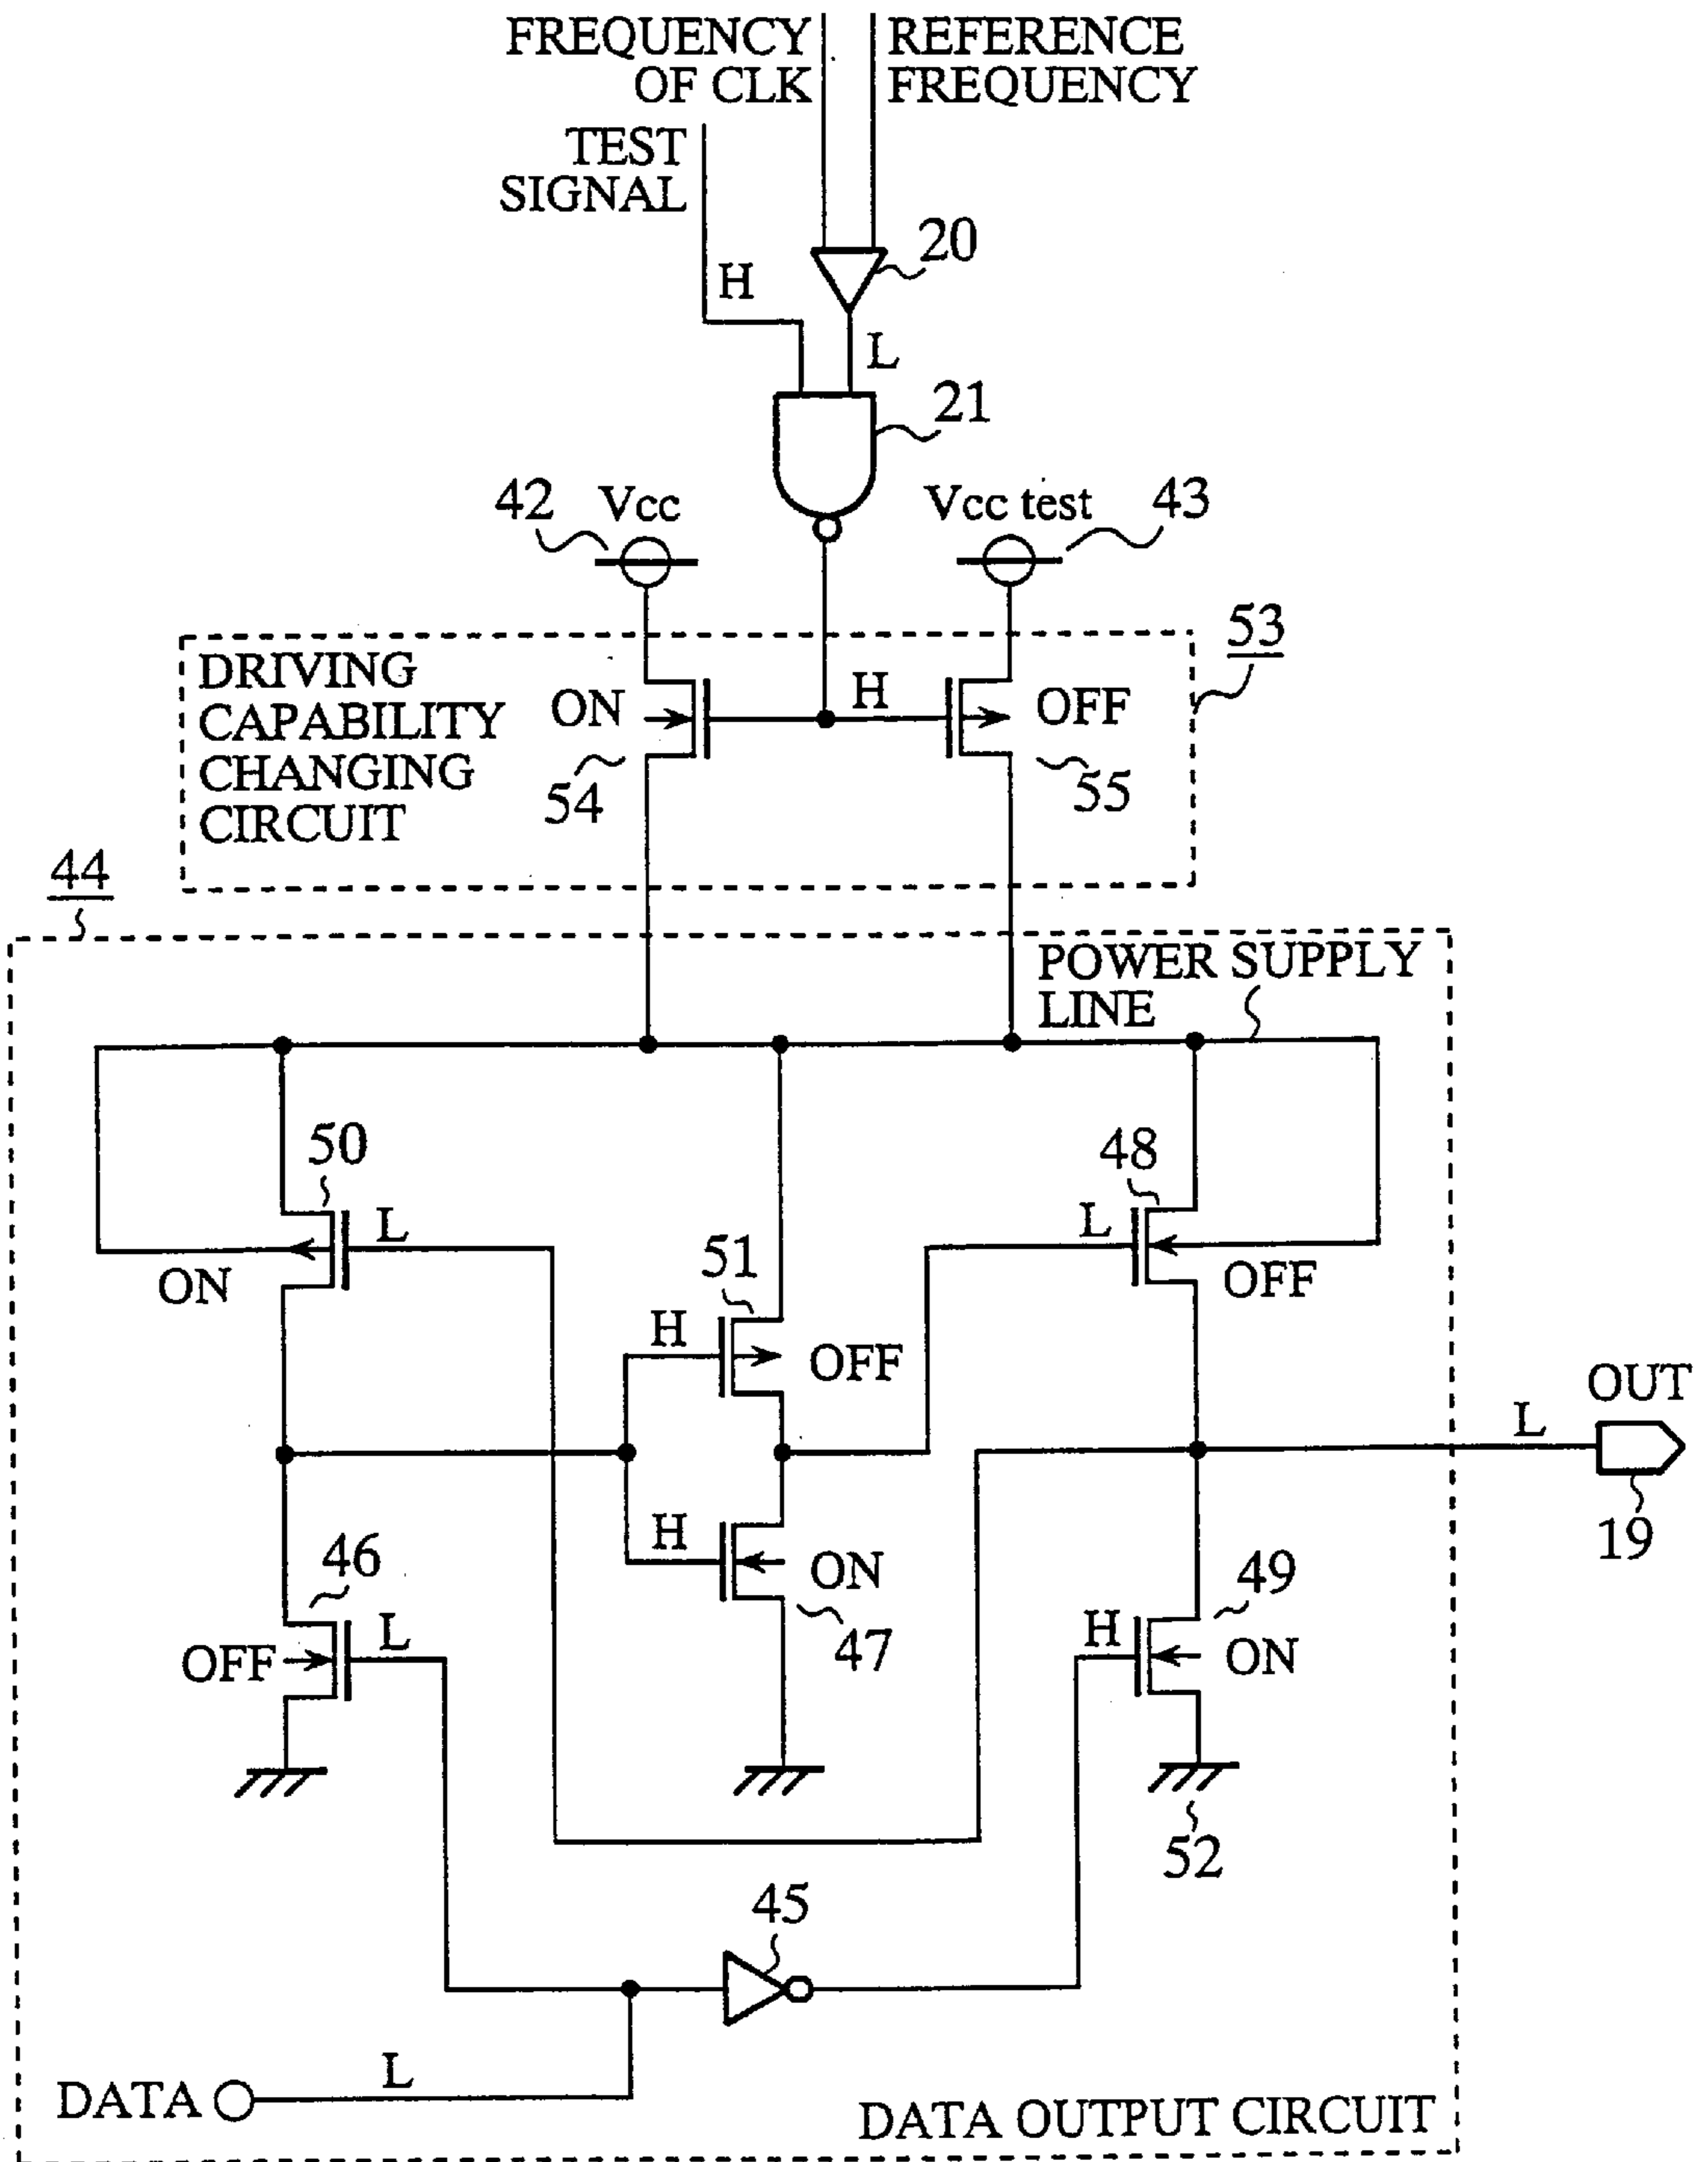 FREQUENCY OF CLK
REFERENCE FREQUENCY
TEST SIGNAL
20
H
L
21
42
Vcc
Vcc test
43
53
DRIVING
CAPABILITY
CHANGING
CIRCUIT
ON
H
OFF
54
55
44
POWER SUPPLY
LINE
50
48
L
L
ON
51
OFF
H
OFF
OUT
L
19
H
46
ON
49
L
H
OFF
47
ON
52
45
L
DATA
DATA OUTPUT CIRCUIT